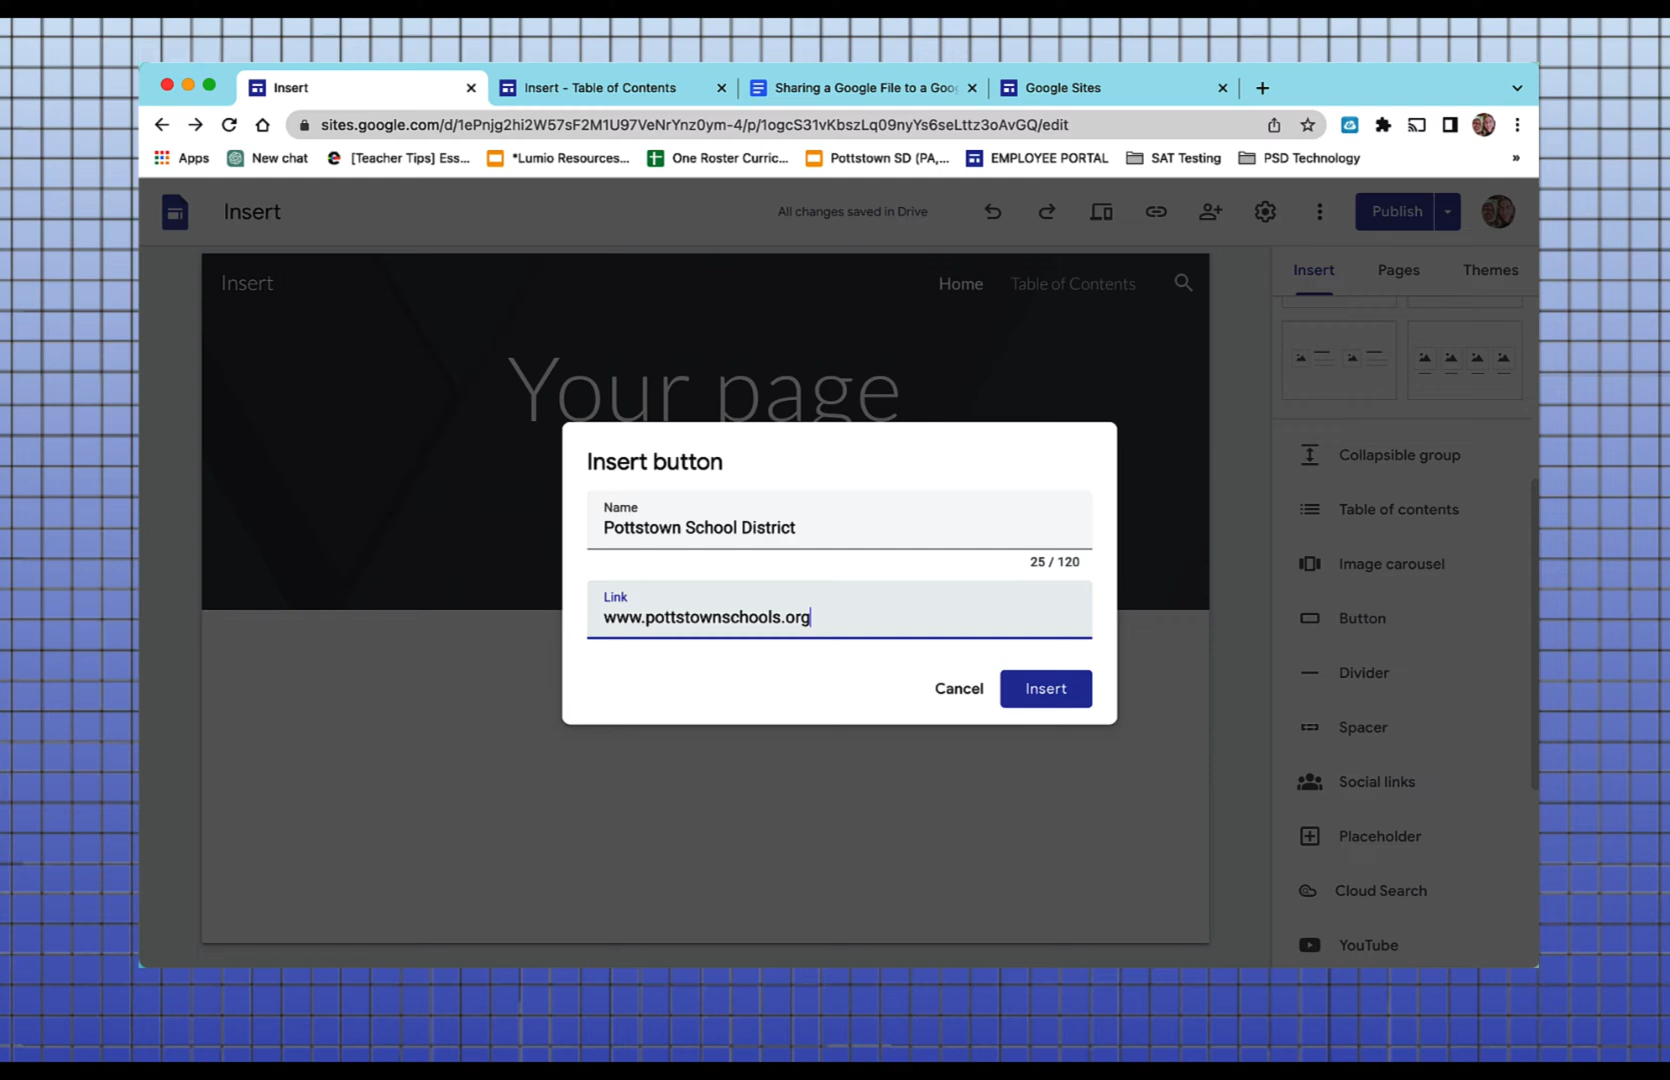 Insert
Insert - Table of Contents
Sharing a Google File to a Goo
Google Sites
sites.google.com/d/1ePnjg2hi2W57sF2M1U97VeNrYnz0ym-4/p/1ogcS31vKbszLq09nyYs6seLttz3oAvGQ/edit
Apps
New chat
[Teacher Tips] Ess...
*Lumio Resources...
One Roster Curric...
Pottstown SD (PA,...
EMPLOYEE PORTAL
SAT Testing
PSD Technology
»
Insert
All changes saved in Drive
Publish
Insert
Home
Table of Contents
Insert
Pages
Themes
Your page
Insert button
Name
Pottstown School District
25 / 120
Link
www.pottstownschools.org
Cancel
Insert
Collapsible group
Table of contents
Image carousel
Button
Divider
Spacer
Social links
Placeholder
Cloud Search
YouTube